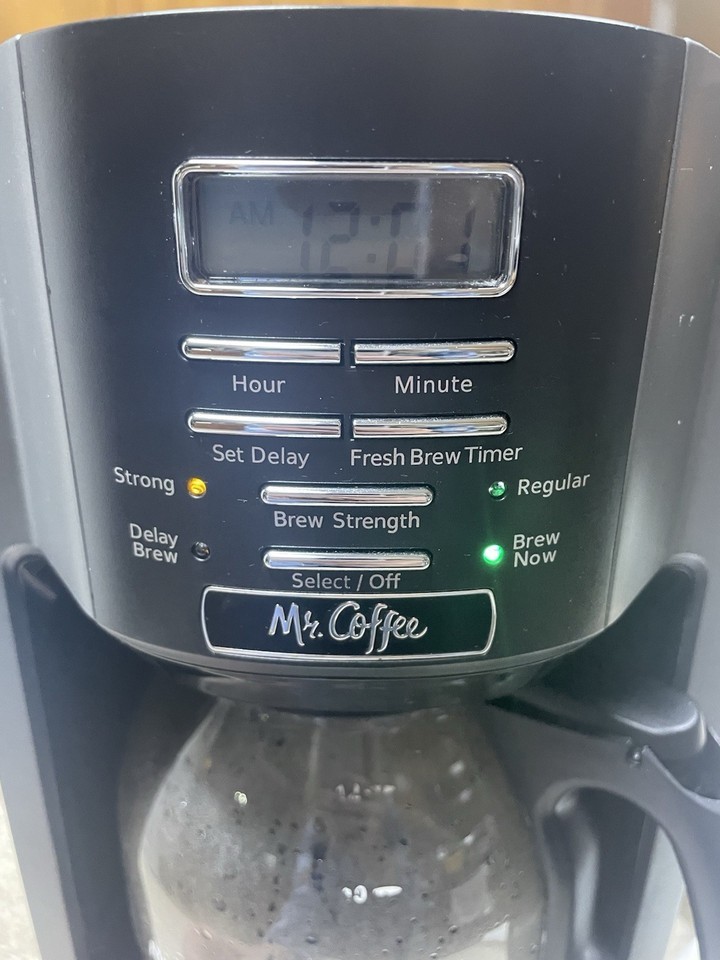 AM 12:01
Hour Minute
Set Delay Fresh Brew Timer
Strong Regular
Brew Strength
Delay Brew Brew Now
Select / Off
Mr. Coffee